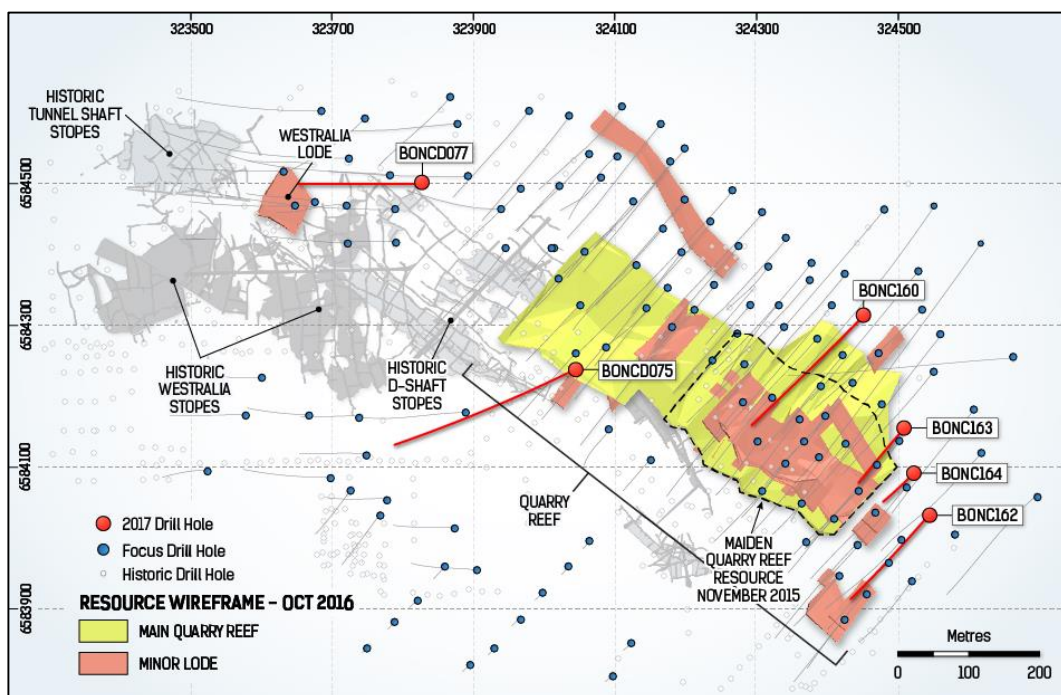 323500
323700
323900
324100
324300
324500
6584500
6584300
6584100
6583900
HISTORIC
TUNNEL SHAFT
STOPES
WESTRALIA
LODE
BONCD077
BONC160
HISTORIC
WESTRALIA
STOPES
HISTORIC
D-SHAFT
STOPES
BONCD075
BONC163
BONC164
BONC162
QUARRY
REEF
MAIDEN
QUARRY REEF
RESOURCE
NOVEMBER 2015
2017 Drill Hole
Focus Drill Hole
Historic Drill Hole
RESOURCE WIREFRAME - OCT 2016
MAIN QUARRY REEF
MINOR LODE
Metres
0 100 200